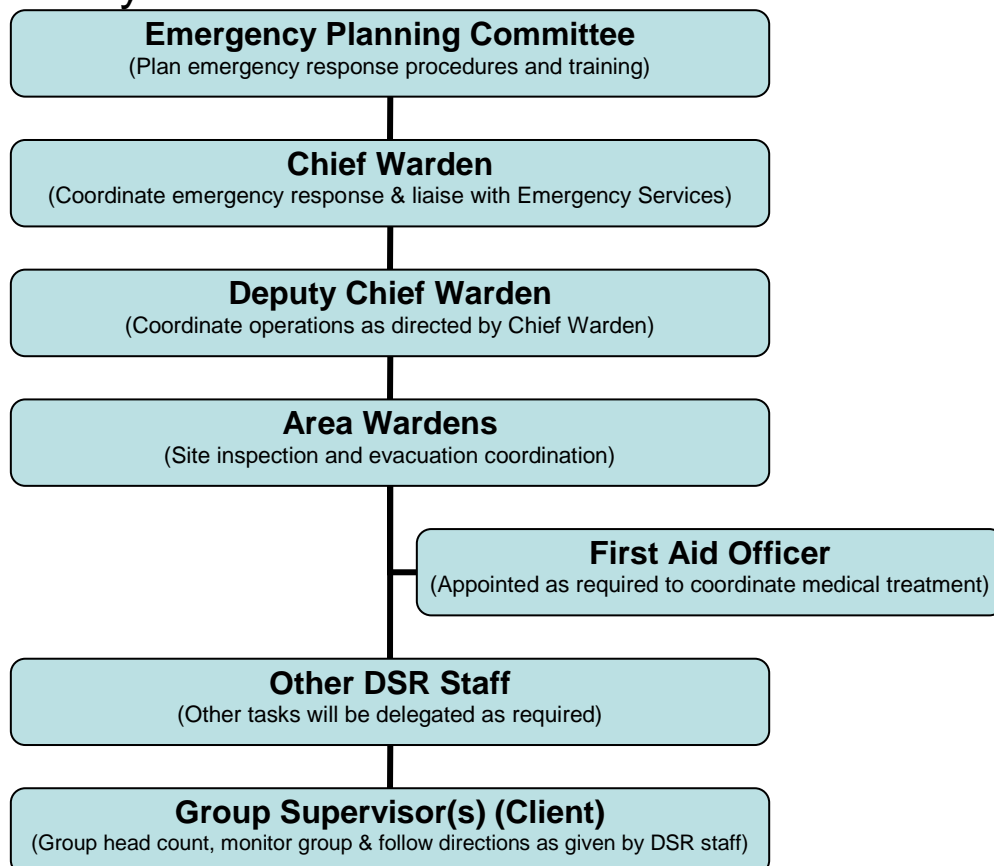 Emergency Planning Committee
(Plan emergency response procedures and training)
Chief Warden
(Coordinate emergency response & liaise with Emergency Services)
Deputy Chief Warden
(Coordinate operations as directed by Chief Warden)
Area Wardens
(Site inspection and evacuation coordination)
First Aid Officer
(Appointed as required to coordinate medical treatment)
Other DSR Staff
(Other tasks will be delegated as required)
Group Supervisor(s) (Client)
(Group head count, monitor group & follow directions as given by DSR staff)